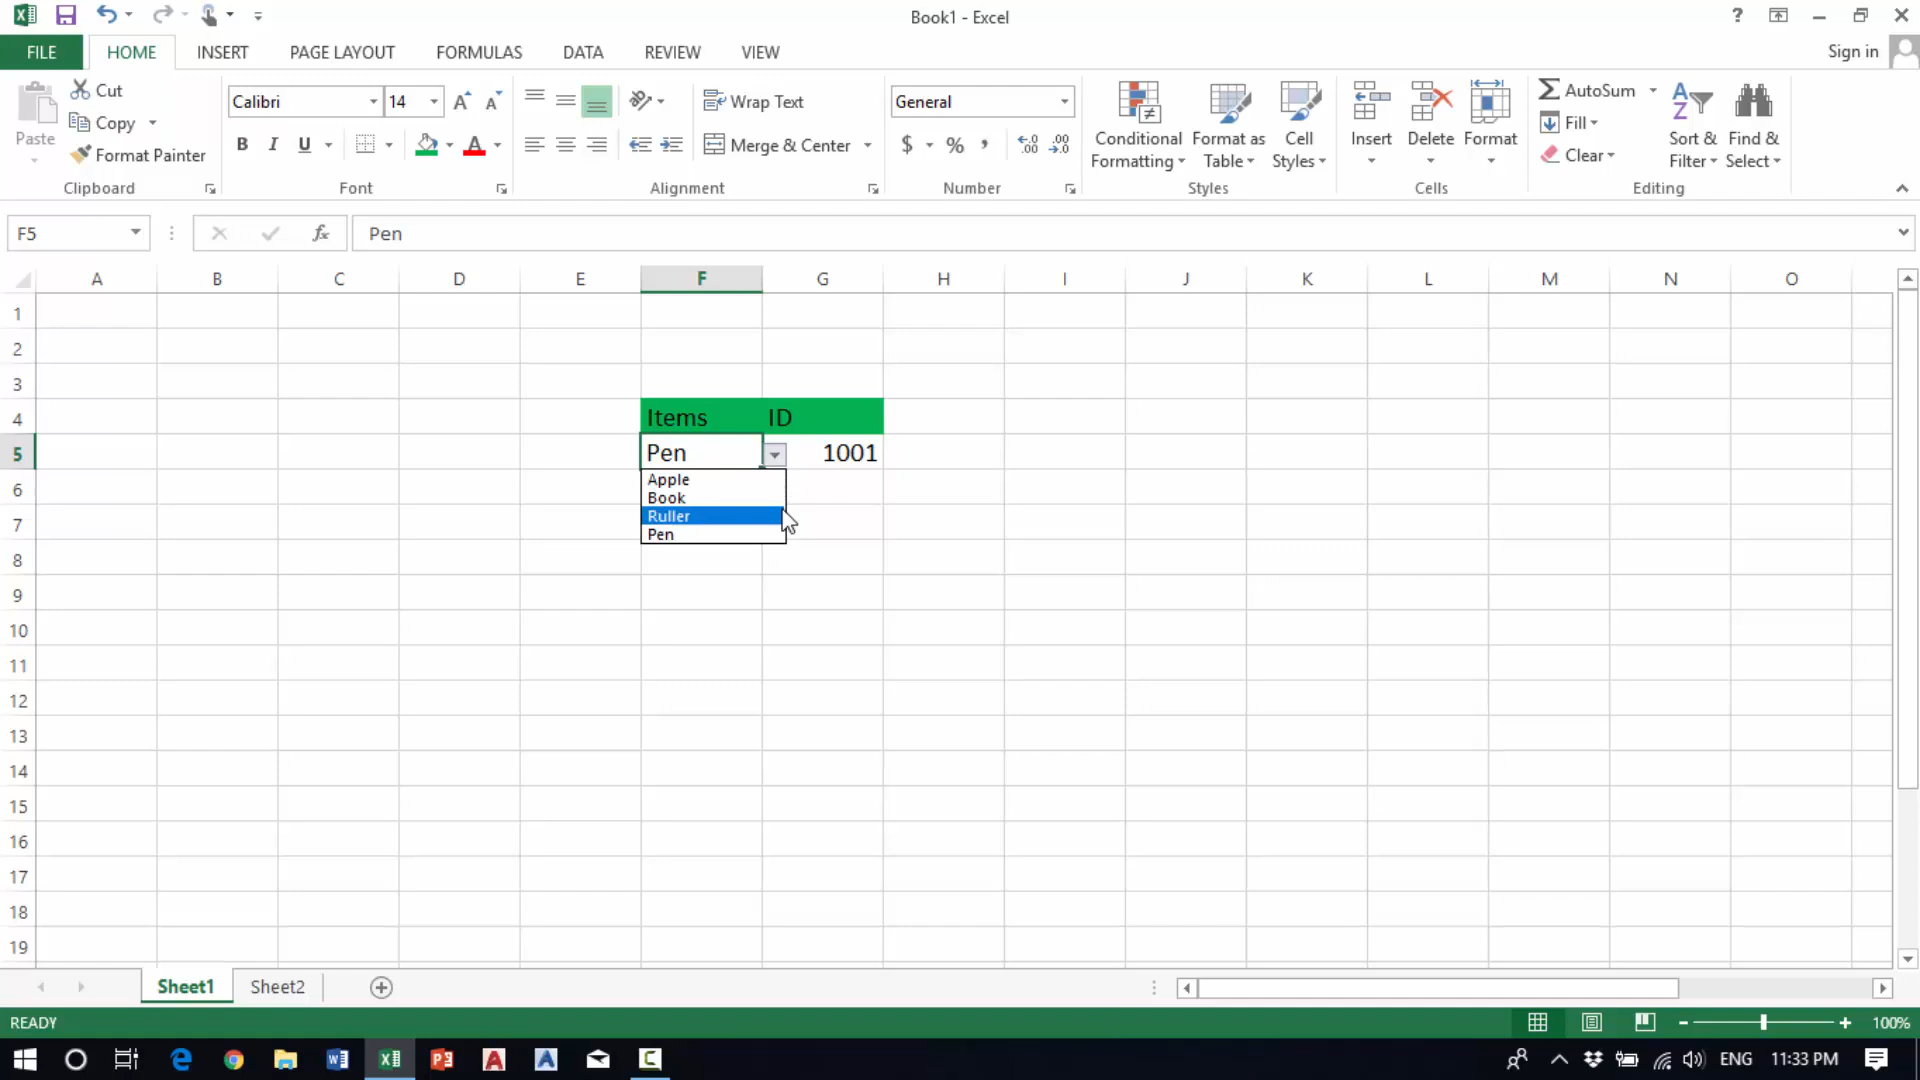 Book1 - Excel
?
Sign in
FILE
HOME
INSERT
PAGE LAYOUT
FORMULAS
DATA
REVIEW
VIEW
Paste
Cut
Copy
Format Painter
Clipboard
Calibri
14
B I U
Font
Wrap Text
Merge & Center
Alignment
General
$ % ,
Number
Conditional Formatting
Format as Table
Cell Styles
Styles
Insert
Delete
Format
Cells
AutoSum
Fill
Clear
Sort & Filter
Find & Select
Editing
F5
fx
Pen
A B C D E F G H I J K L M N O
1
2
3
4 Items ID
5 Pen 1001
Apple
Book
Ruller
Pen
6
7
8
9
10
11
12
13
14
15
16
17
18
19
Sheet1
Sheet2
READY
100%
ENG
11:33 PM